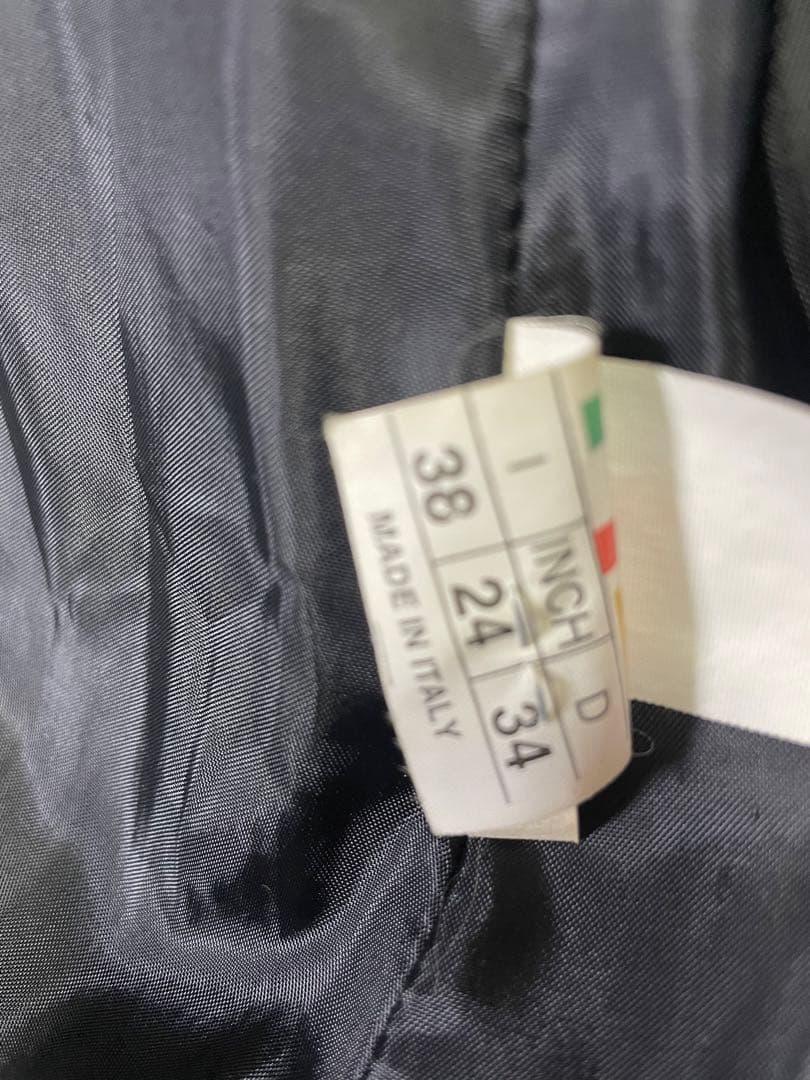 I INCH D
38 24 34
MADE IN ITALY